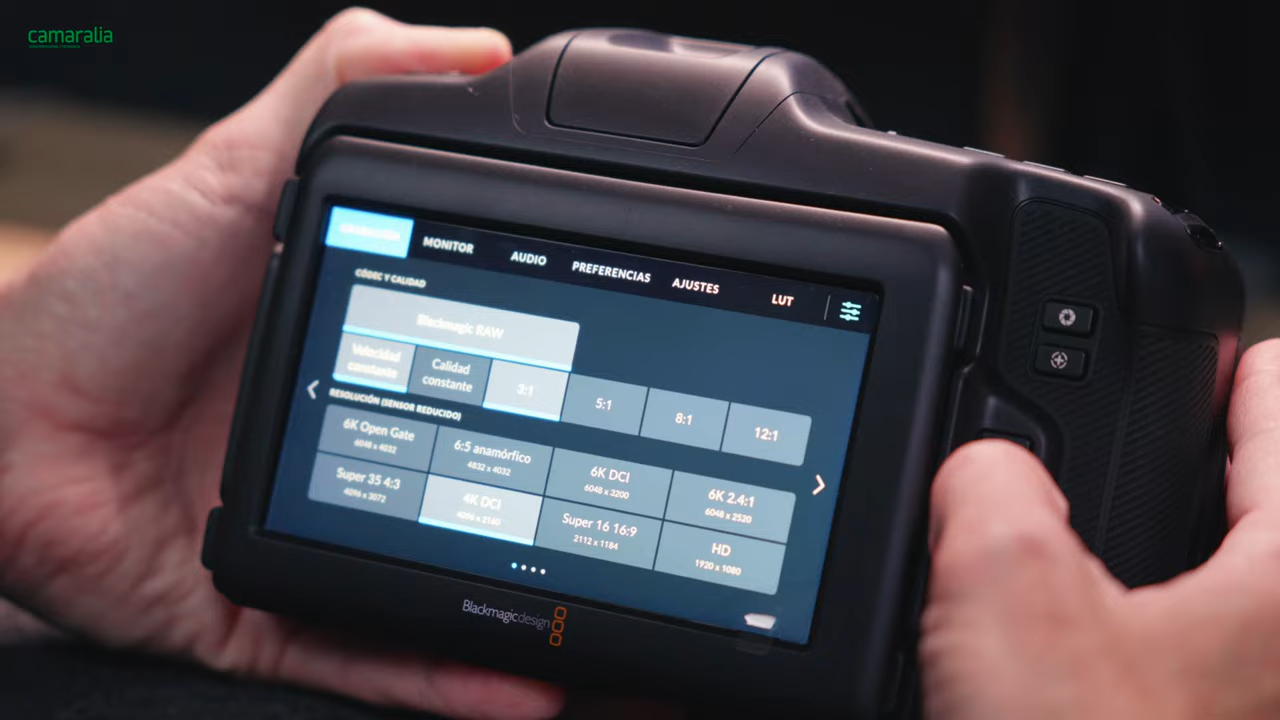 camaralia
MONITOR
AUDIO
PREFERENCIAS
AJUSTES
LUT
CÓDEC Y CALIDAD
Blackmagic RAW
Velocidad
constante
Calidad
constante
3:1
5:1
8:1
12:1
RESOLUCIÓN (SENSOR REDUCIDO)
6K Open Gate
6048 x 4032
6:5 anamórfico
4832 x 4032
6K DCI
6048 x 3200
6K 2.4:1
6048 x 2520
Super 35 4:3
4096 x 3072
4K DCI
4096 x 2160
Super 16 16:9
2112 x 1184
HD
1920 x 1080
Blackmagicdesign